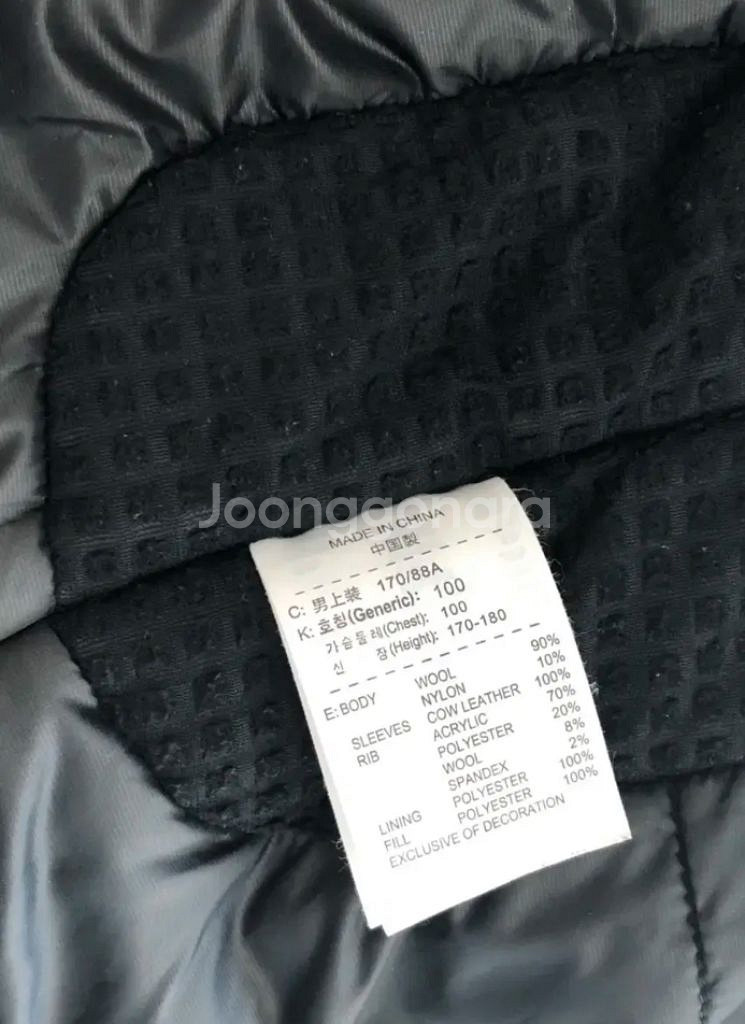 Joonggonara
MADE IN CHINA
中国製
C: 男上裝 170/88A
K: 호칭(Generic): 100
가슴둘레(Chest): 100
신 장(Height): 170-180
E: BODY WOOL 90%
NYLON 10%
SLEEVES COW LEATHER 100%
RIB ACRYLIC 70%
POLYESTER 20%
WOOL 8%
SPANDEX 2%
LINING POLYESTER 100%
FILL POLYESTER 100%
EXCLUSIVE OF DECORATION